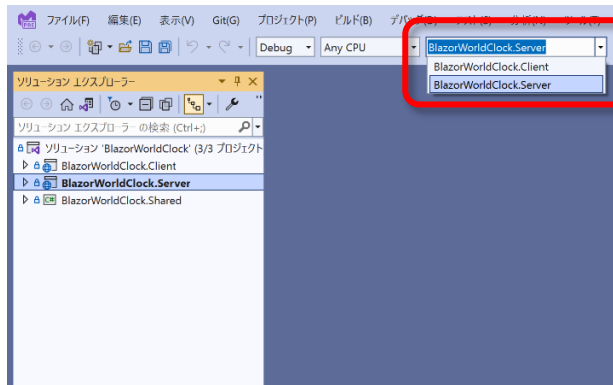 ファイル(F) 編集(E) 表示(V) Git(G) プロジェクト(P) ビルド(B)
Debug Any CPU BlazorWorldClock.Server
BlazorWorldClock.Client
BlazorWorldClock.Server
ソリューション エクスプローラー
ソリューション エクスプローラー の検索 (Ctrl+;)
ソリューション 'BlazorWorldClock' (3/3 プロジェクト
BlazorWorldClock.Client
BlazorWorldClock.Server
BlazorWorldClock.Shared